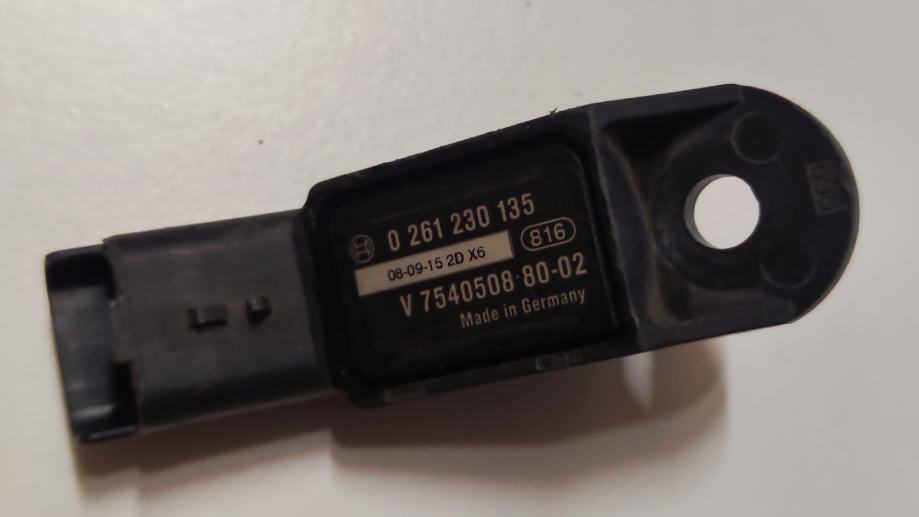 0 261 230 135
08-09-15 2D X6
816
V 7540508 80-02
Made in Germany